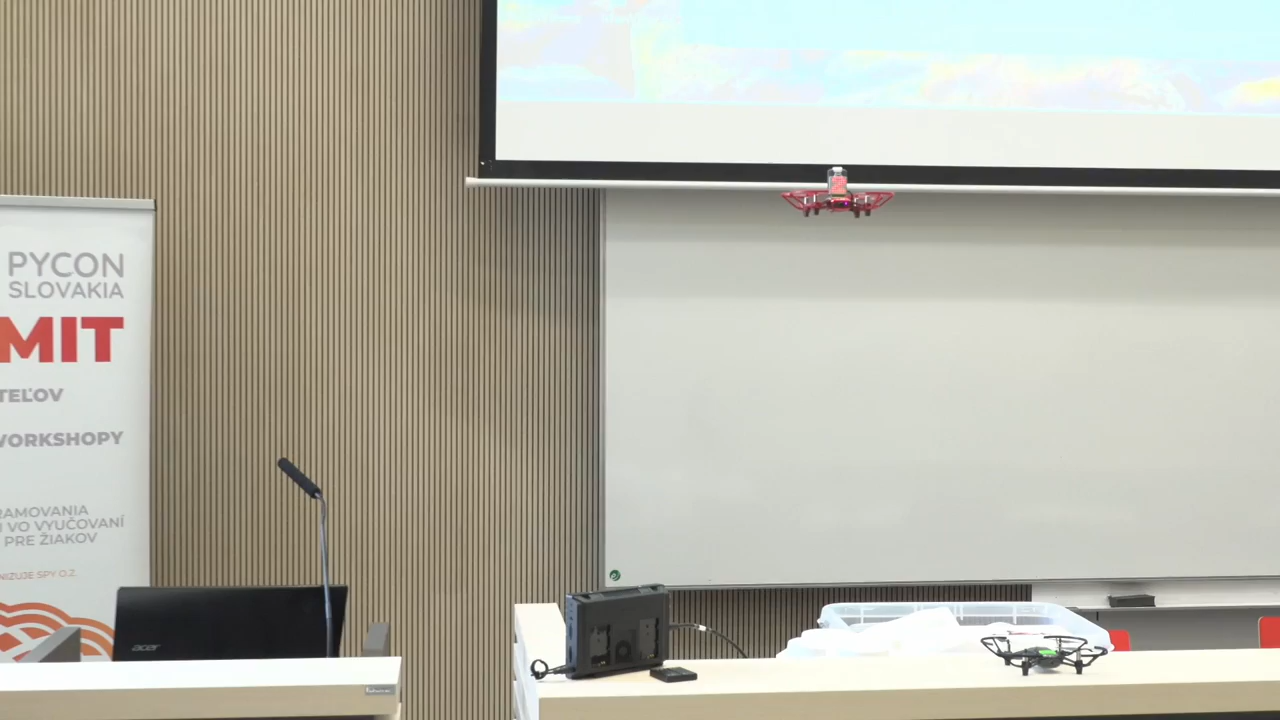 PYCON
SLOVAKIA
MIT
TEĽOV
WORKSHOPY
RAMOVANIA
I VO VYUČOVANÍ
PRE ŽIAKOV
NIZUJE SPY O.Z.
acer